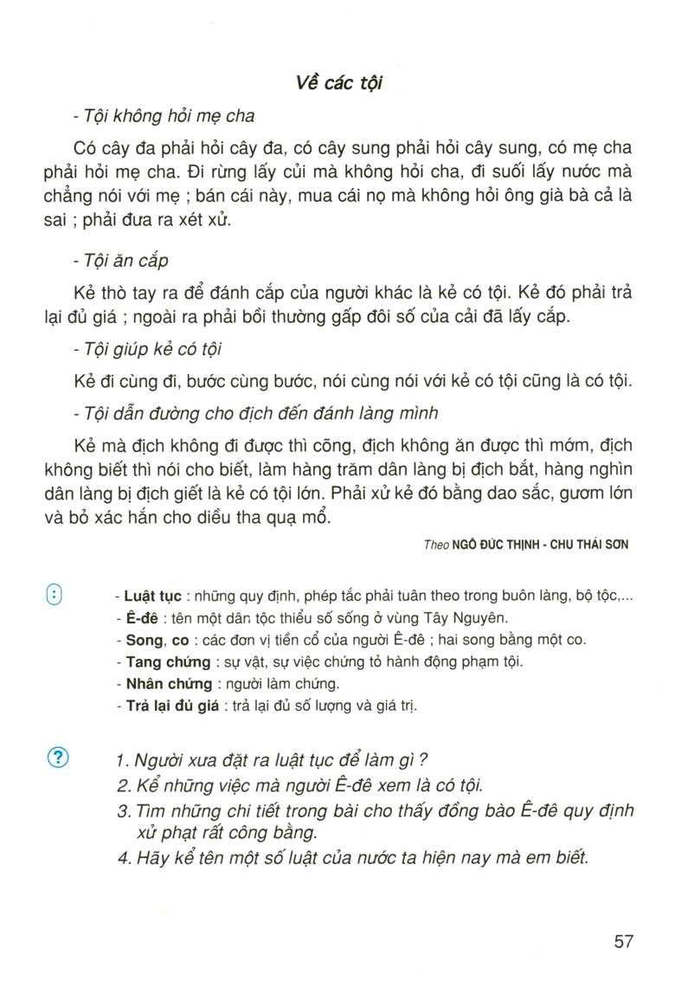 Về các tội
- Tội không hỏi mẹ cha
Có cây đa phải hỏi cây đa, có cây sung phải hỏi cây sung, có mẹ cha
phải hỏi mẹ cha. Đi rừng lấy củi mà không hỏi cha, đi suối lấy nước mà
chẳng nói với mẹ ; bán cái này, mua cái nọ mà không hỏi ông già bà cả là
sai ; phải đưa ra xét xử.
- Tội ăn cắp
Kẻ thò tay ra để đánh cắp của người khác là kẻ có tội. Kẻ đó phải trả
lại đủ giá ; ngoài ra phải bồi thường gấp đôi số của cải đã lấy cắp.
- Tội giúp kẻ có tội
Kẻ đi cùng đi, bước cùng bước, nói cùng nói với kẻ có tội cũng là có tội.
- Tội dẫn đường cho địch đến đánh làng mình
Kẻ mà địch không đi được thì cõng, địch không ăn được thì mớm, địch
không biết thì nói cho biết, làm hàng trăm dân làng bị địch bắt, hàng nghìn
dân làng bị địch giết là kẻ có tội lớn. Phải xử kẻ đó bằng dao sắc, gươm lớn
và bỏ xác hắn cho diều tha quạ mổ.
Theo NGÔ ĐỨC THỊNH - CHU THÁI SƠN
- Luật tục : những quy định, phép tắc phải tuân theo trong buôn làng, bộ tộc,...
- Ê-đê : tên một dân tộc thiểu số sống ở vùng Tây Nguyên.
- Song, co : các đơn vị tiền cổ của người Ê-đê ; hai song bằng một co.
- Tang chứng : sự vật, sự việc chứng tỏ hành động phạm tội.
- Nhân chứng : người làm chứng.
- Trả lại đủ giá : trả lại đủ số lượng và giá trị.
? 1. Người xưa đặt ra luật tục để làm gì ?
2. Kể những việc mà người Ê-đê xem là có tội.
3. Tìm những chi tiết trong bài cho thấy đồng bào Ê-đê quy định
xử phạt rất công bằng.
4. Hãy kể tên một số luật của nước ta hiện nay mà em biết.
57